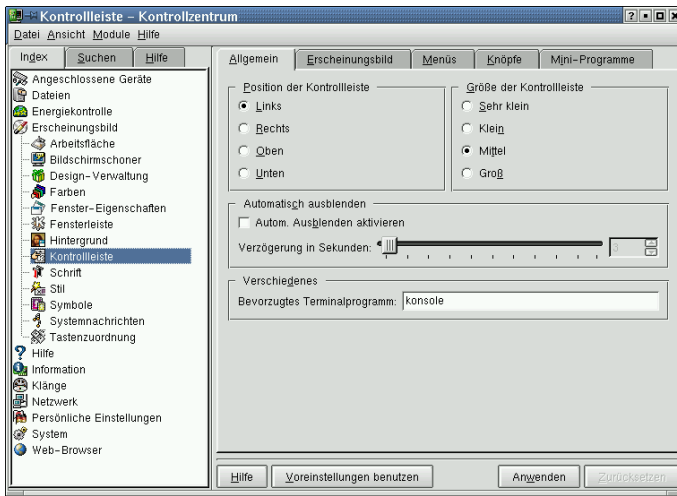 Kontrollleiste – Kontrollzentrum
Datei Ansicht Module Hilfe
Index Suchen Hilfe
Angeschlossene Geräte
Dateien
Energiekontrolle
Erscheinungsbild
Arbeitsfläche
Bildschirmschoner
Design-Verwaltung
Farben
Fenster-Eigenschaften
Fensterleiste
Hintergrund
Kontrollleiste
Schrift
Stil
Symbole
Systemnachrichten
Tastenzuordnung
Hilfe
Information
Klänge
Netzwerk
Persönliche Einstellungen
System
Web-Browser
Allgemein Erscheinungsbild Menüs Knöpfe Mini-Programme
Position der Kontrollleiste
Links
Rechts
Oben
Unten
Größe der Kontrollleiste
Sehr klein
Klein
Mittel
Groß
Automatisch ausblenden
Autom. Ausblenden aktivieren
Verzögerung in Sekunden: 3
Verschiedenes
Bevorzugtes Terminalprogramm: konsole
Hilfe Voreinstellungen benutzen Anwenden Zurücksetzen